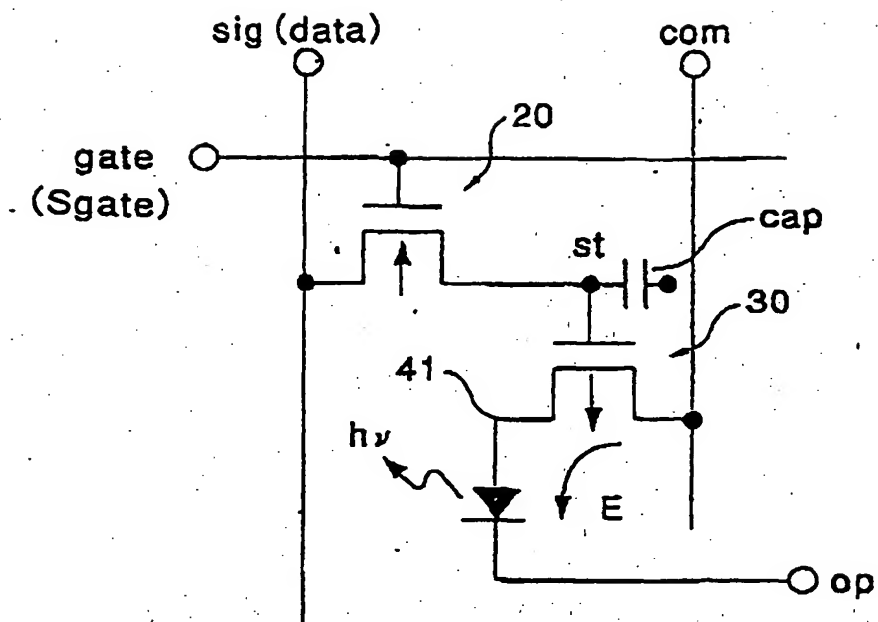 sig (data)
com
20
gate
(Sgate)
cap
st
30
41
hν
E
op